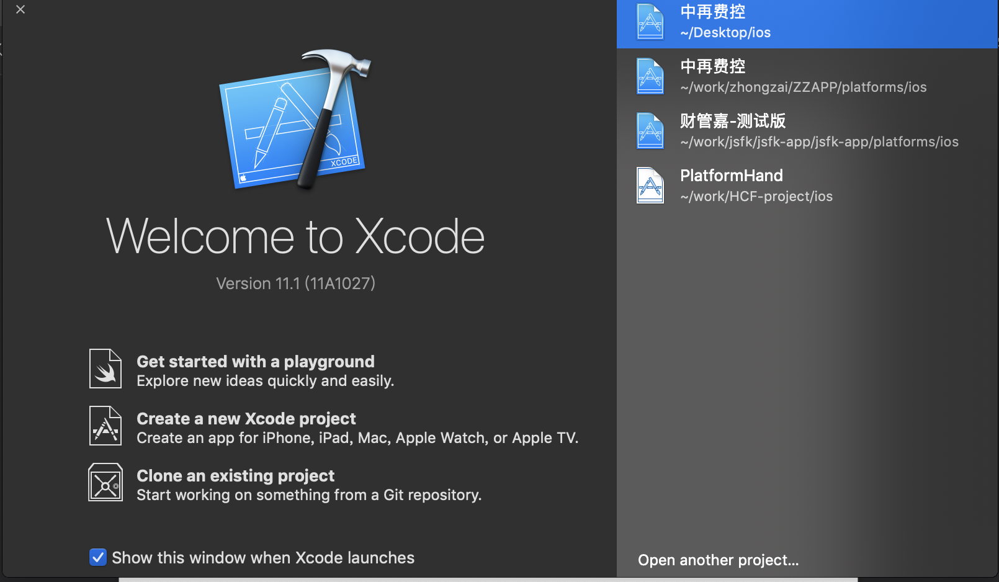 XCODE
Welcome to Xcode
Version 11.1 (11A1027)
Get started with a playground
Explore new ideas quickly and easily.
Create a new Xcode project
Create an app for iPhone, iPad, Mac, Apple Watch, or Apple TV.
Clone an existing project
Start working on something from a Git repository.
Show this window when Xcode launches
中再费控
~/Desktop/ios
中再费控
~/work/zhongzai/ZZAPP/platforms/ios
财管嘉-测试版
~/work/jsfk/jsfk-app/jsfk-app/platforms/ios
PlatformHand
~/work/HCF-project/ios
Open another project...